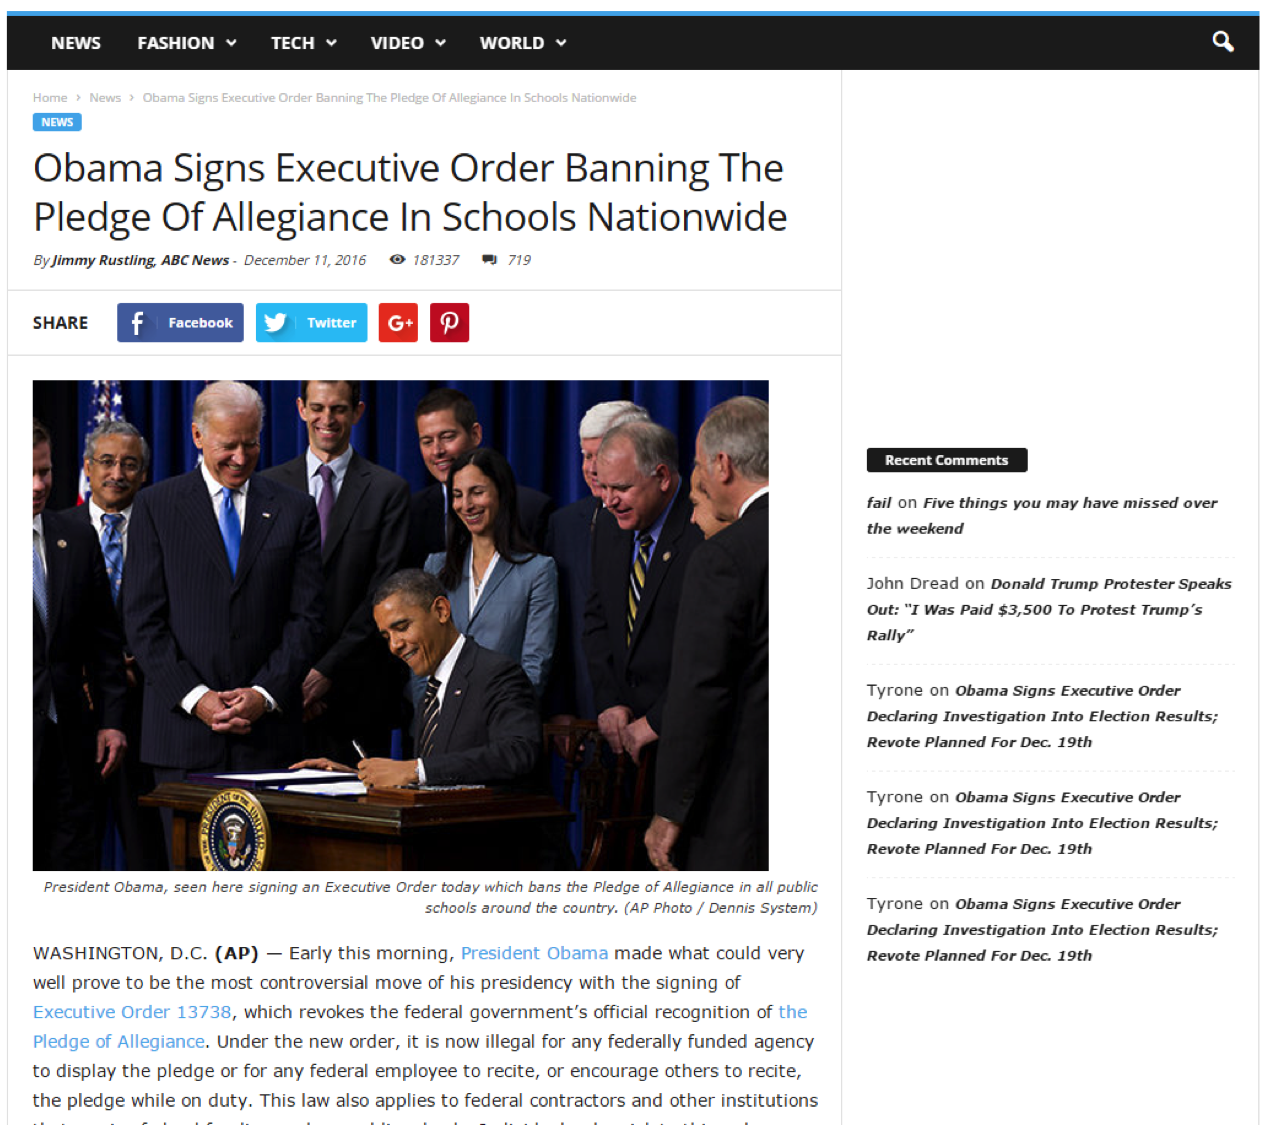 NEWS FASHION TECH VIDEO WORLD
Home › News › Obama Signs Executive Order Banning The Pledge Of Allegiance In Schools Nationwide
NEWS
Obama Signs Executive Order Banning The
Pledge Of Allegiance In Schools Nationwide
By Jimmy Rustling, ABC News - December 11, 2016 181337 719
SHARE f Facebook Twitter G+
President Obama, seen here signing an Executive Order today which bans the Pledge of Allegiance in all public
schools around the country. (AP Photo / Dennis System)
WASHINGTON, D.C. (AP) — Early this morning, President Obama made what could very
well prove to be the most controversial move of his presidency with the signing of
Executive Order 13738, which revokes the federal government’s official recognition of the
Pledge of Allegiance. Under the new order, it is now illegal for any federally funded agency
to display the pledge or for any federal employee to recite, or encourage others to recite,
the pledge while on duty. This law also applies to federal contractors and other institutions
Recent Comments
fail on Five things you may have missed over
the weekend
John Dread on Donald Trump Protester Speaks
Out: “I Was Paid $3,500 To Protest Trump’s
Rally”
Tyrone on Obama Signs Executive Order
Declaring Investigation Into Election Results;
Revote Planned For Dec. 19th
Tyrone on Obama Signs Executive Order
Declaring Investigation Into Election Results;
Revote Planned For Dec. 19th
Tyrone on Obama Signs Executive Order
Declaring Investigation Into Election Results;
Revote Planned For Dec. 19th